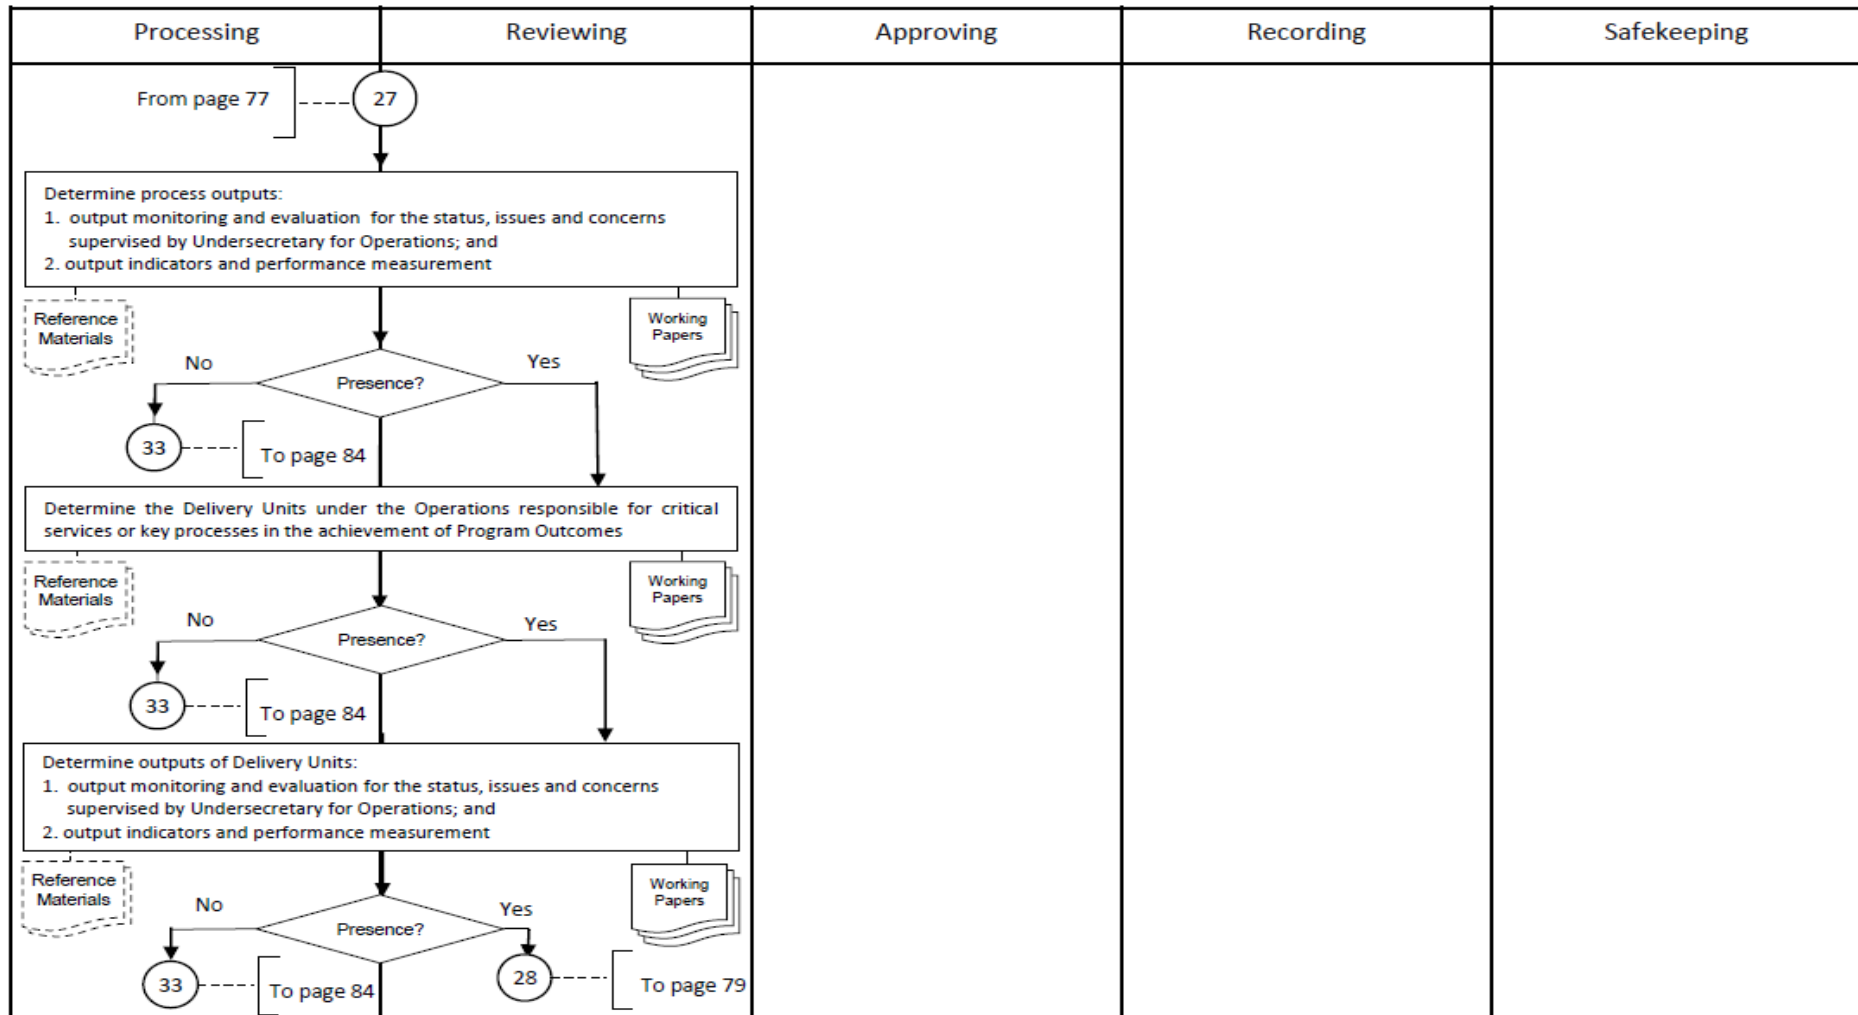 Processing
Reviewing
Approving
Recording
Safekeeping
From page 77
27
Determine process outputs:
1. output monitoring and evaluation for the status, issues and concerns
supervised by Undersecretary for Operations; and
2. output indicators and performance measurement
Reference
Materials
Working
Papers
No
Yes
Presence?
33
To page 84
Determine the Delivery Units under the Operations responsible for critical
services or key processes in the achievement of Program Outcomes
Reference
Materials
Working
Papers
No
Yes
Presence?
33
To page 84
Determine outputs of Delivery Units:
1. output monitoring and evaluation for the status, issues and concerns
supervised by Undersecretary for Operations; and
2. output indicators and performance measurement
Reference
Materials
Working
Papers
No
Yes
Presence?
33
To page 84
28
To page 79